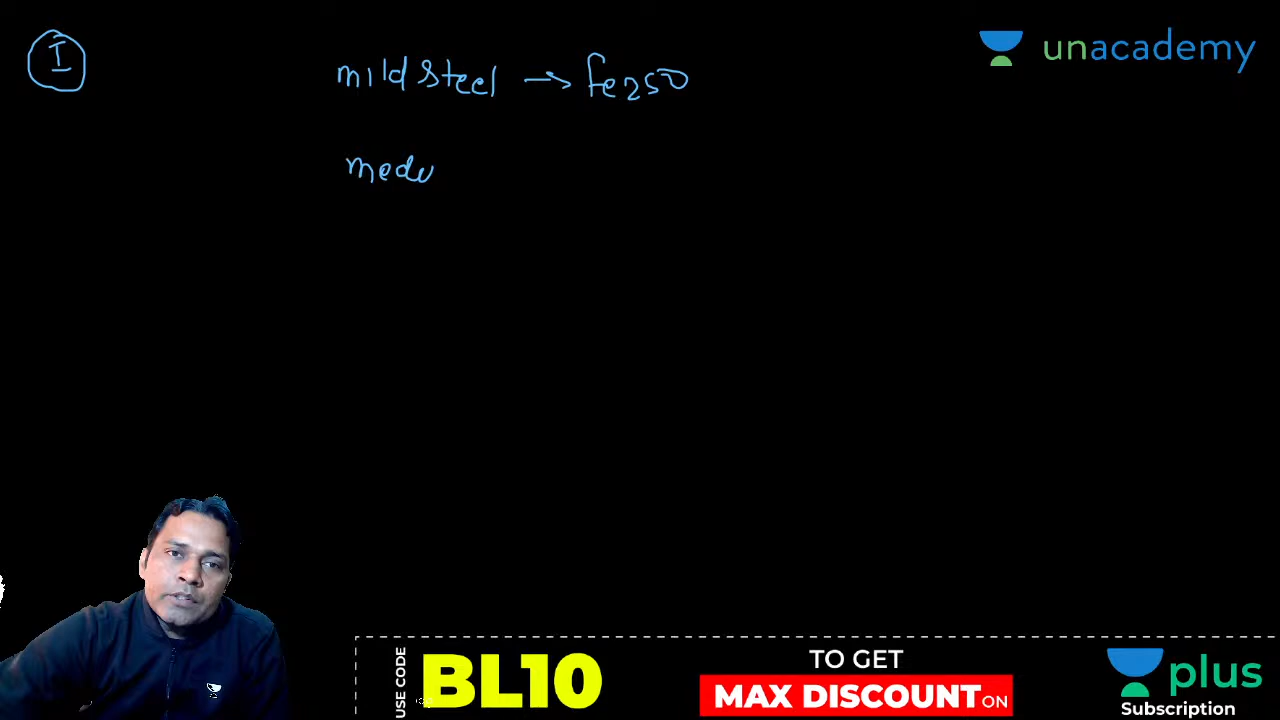 I
unacademy
mild steel → fe250
medu
USE CODE
BL10
TO GET
MAX DISCOUNT ON
plus
Subscription